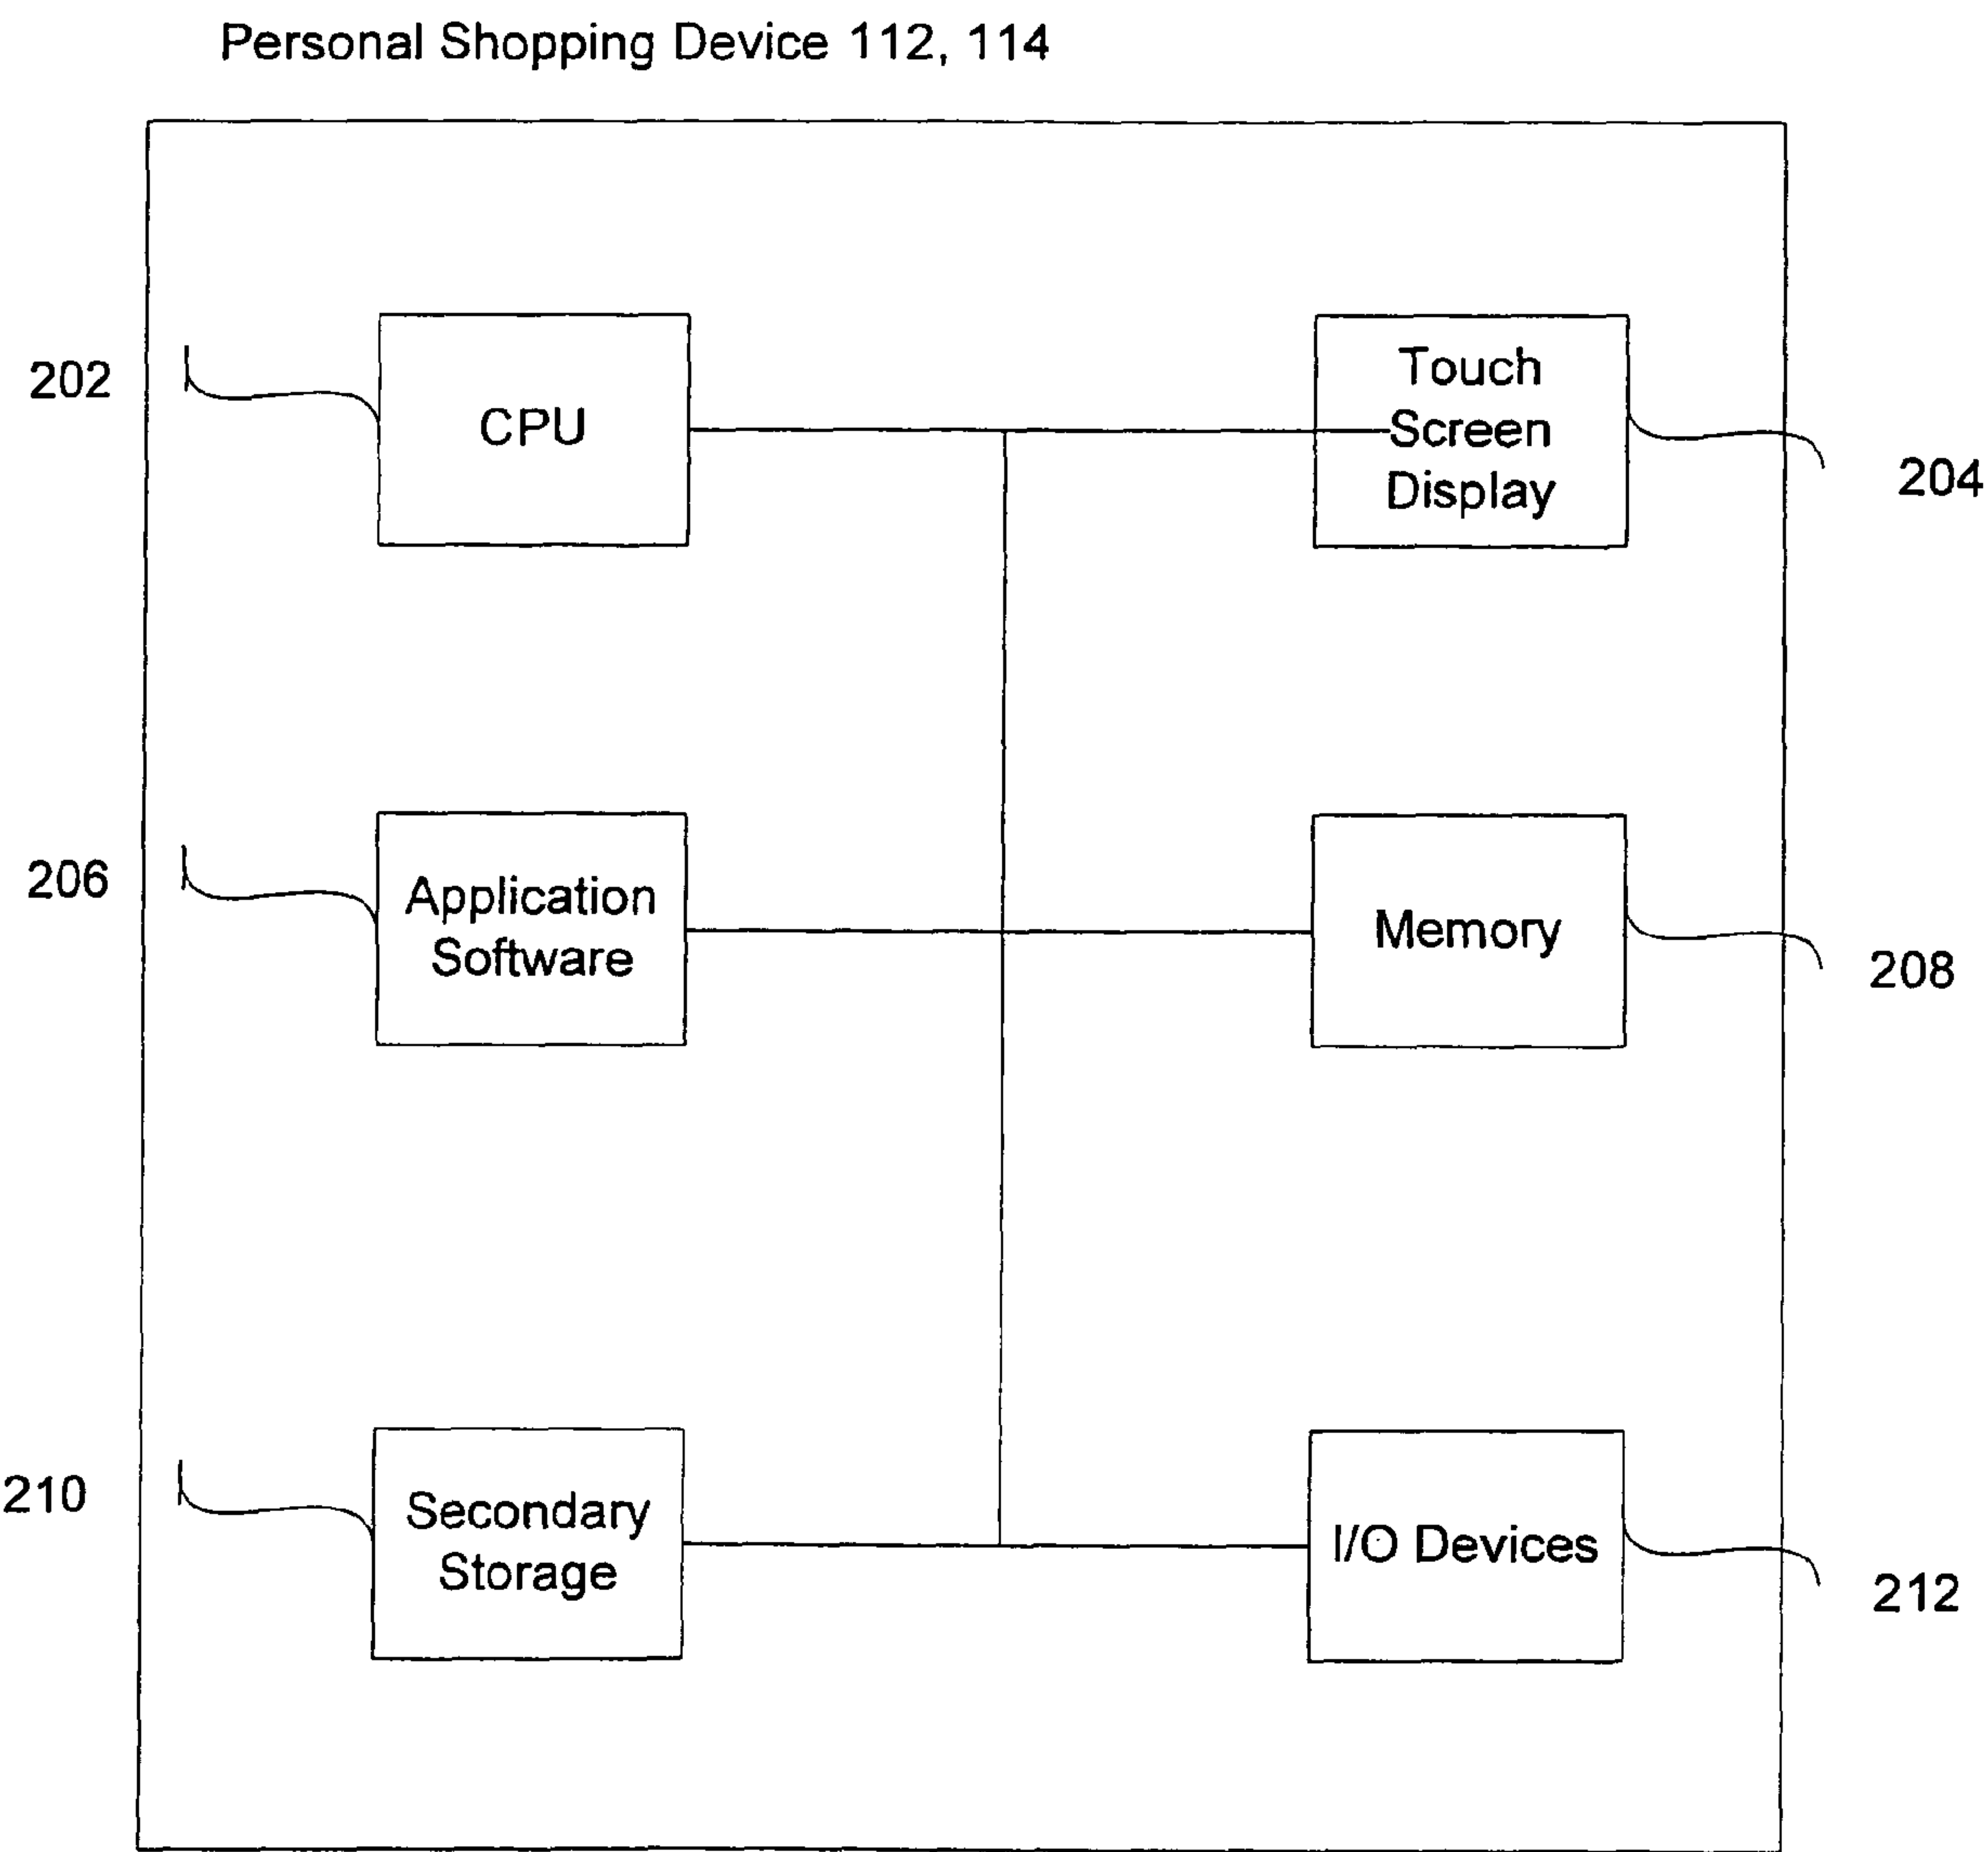 Personal Shopping Device 112, 114
202
CPU
Touch
Screen
Display
204
206
Application
Software
Memory
208
210
Secondary
Storage
I/O Devices
212